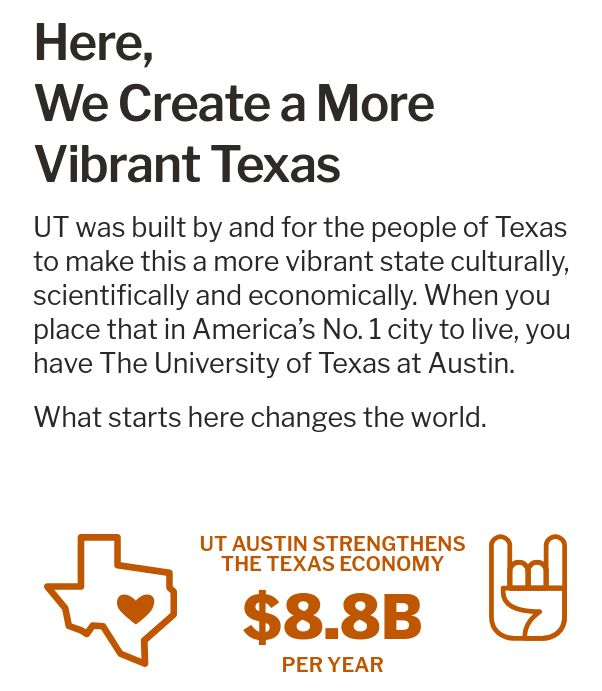 Here,
We Create a More
Vibrant Texas
UT was built by and for the people of Texas
to make this a more vibrant state culturally,
scientifically and economically. When you
place that in America’s No. 1 city to live, you
have The University of Texas at Austin.
What starts here changes the world.
UT AUSTIN STRENGTHENS
THE TEXAS ECONOMY
$8.8B
PER YEAR